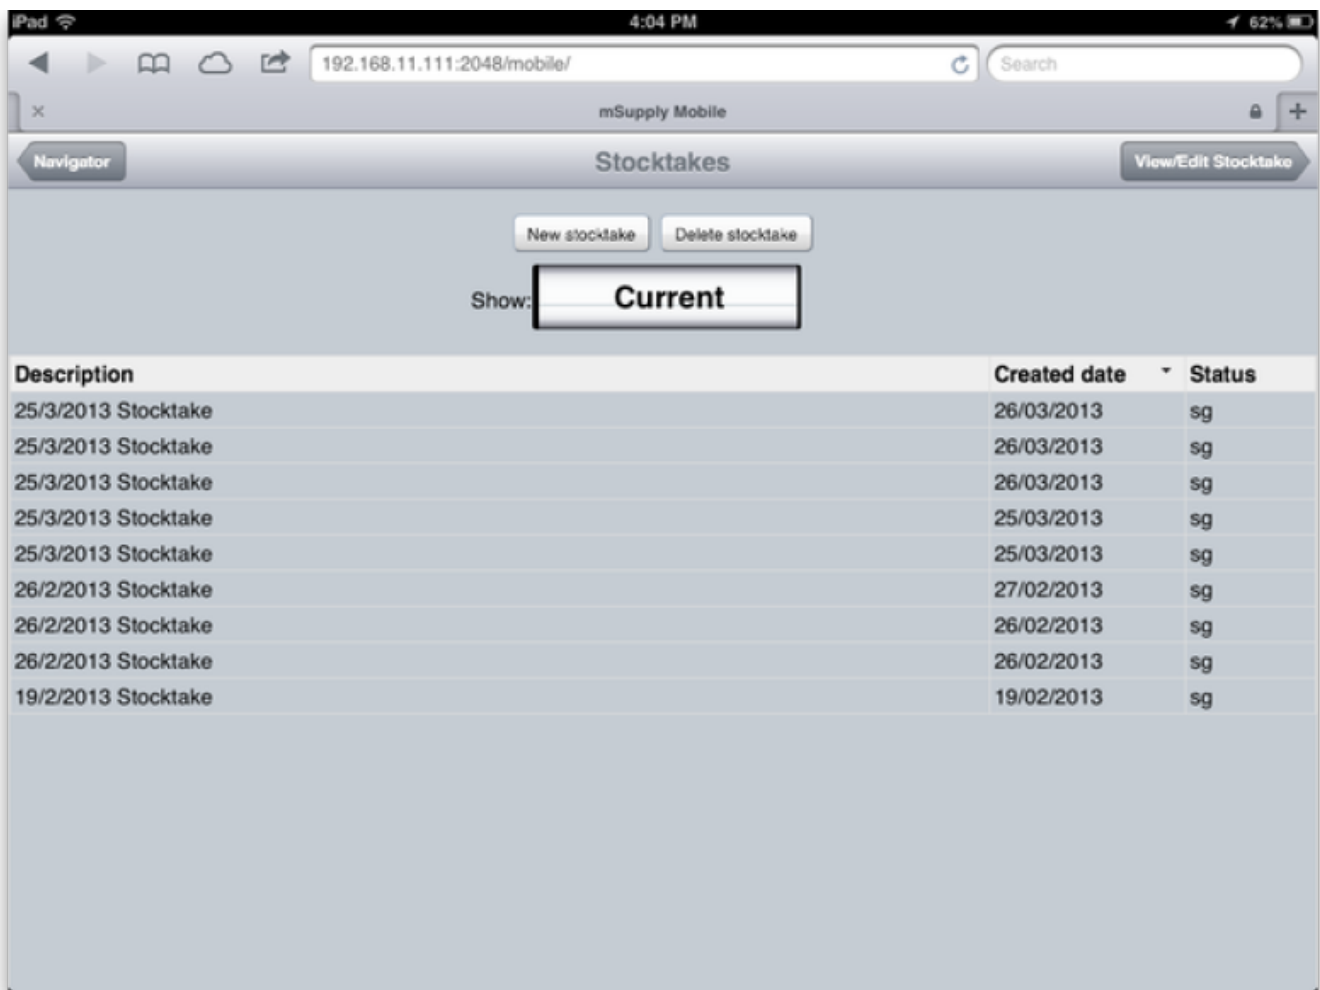 iPad 4:04 PM 62%
192.168.11.111:2048/mobile/ Search
mSupply Mobile
Navigator Stocktakes View/Edit Stocktake
New stocktake Delete stocktake
Show: Current
Description Created date Status
25/3/2013 Stocktake 26/03/2013 sg
25/3/2013 Stocktake 26/03/2013 sg
25/3/2013 Stocktake 26/03/2013 sg
25/3/2013 Stocktake 25/03/2013 sg
25/3/2013 Stocktake 25/03/2013 sg
26/2/2013 Stocktake 27/02/2013 sg
26/2/2013 Stocktake 26/02/2013 sg
26/2/2013 Stocktake 26/02/2013 sg
19/2/2013 Stocktake 19/02/2013 sg